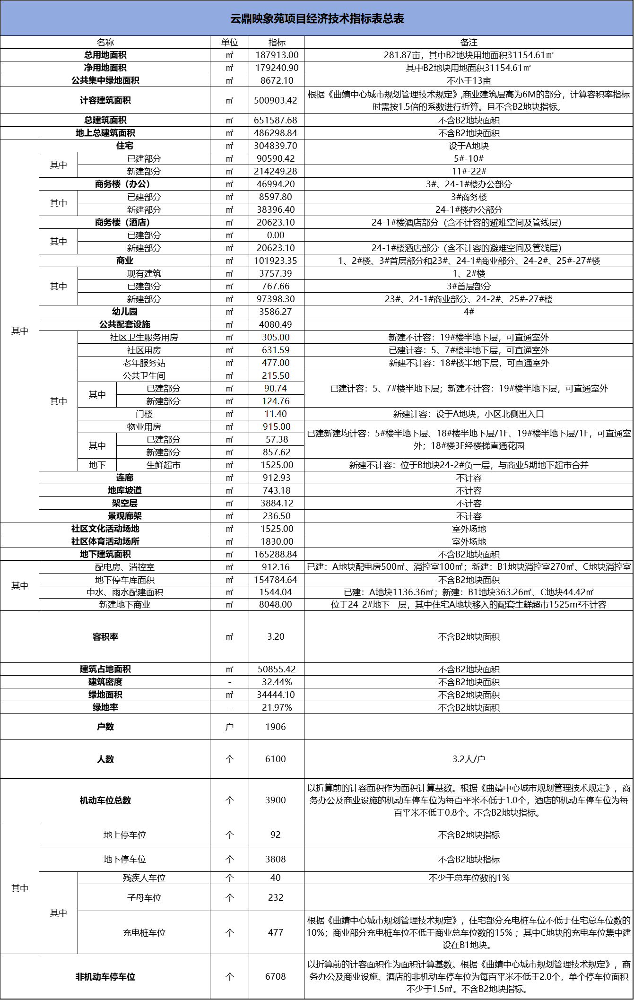 云鼎映象苑项目经济技术指标表总表
名称 单位 指标 备注
总用地面积 ㎡ 187913.00 281.87亩，其中B2地块用地面积31154.61㎡
净用地面积 ㎡ 179240.90 其中B2地块用地面积31154.61㎡
公共集中绿地面积 ㎡ 8672.10 不小于13亩
计容建筑面积 ㎡ 500903.42 根据《曲靖中心城市规划管理技术规定》,商业建筑层高为6M的部分，计算容积率指标
时需按1.5倍的系数进行折算。且不含B2地块指标。
总建筑面积 ㎡ 651587.68 不含B2地块面积
地上总建筑面积 ㎡ 486298.84 不含B2地块面积
其中
住宅 ㎡ 304839.70 设于A地块
其中
已建部分 ㎡ 90590.42 5#-10#
新建部分 ㎡ 214249.28 11#-22#
商务楼（办公） ㎡ 46994.20 3#、24-1#楼办公部分
其中
已建部分 ㎡ 8597.80 3#商务楼
新建部分 ㎡ 38396.40 24-1#楼办公部分
商务楼（酒店） ㎡ 20623.10 24-1#楼酒店部分（含不计容的避难空间及管线层）
其中
已建部分 ㎡ 0.00
新建部分 ㎡ 20623.10 24-1#楼酒店部分（含不计容的避难空间及管线层）
商业 ㎡ 101923.35 1、2#楼、3#首层部分和23#、24-1#商业部分、24-2#、25#-27#楼
其中
现有建筑 ㎡ 3757.39 1、2#楼
已建部分 ㎡ 767.66 3#首层部分
新建部分 ㎡ 97398.30 23#、24-1#商业部分、24-2#、25#-27#楼
幼儿园 ㎡ 3586.27 4#
公共配套设施 ㎡ 4080.49
其中
社区卫生服务用房 ㎡ 305.00 新建不计容：19#楼半地下层，可直通室外
社区用房 ㎡ 631.59 已建计容：5、7#楼半地下层，可直通室外
老年服务站 ㎡ 477.00 新建不计容：18#楼半地下层，可直通室外
公共卫生间 ㎡ 215.50
其中
已建部分 ㎡ 90.74 已建计容：5、7#楼半地下层；新建不计容：19#楼半地下层，可直通室外
新建部分 ㎡ 124.76
门楼 ㎡ 11.40 新建计容：设于A地块，小区北侧出入口
物业用房 ㎡ 915.00
其中
已建部分 ㎡ 57.38 已建新建均计容：5#楼半地下层、18#楼半地下层/1F、19#楼半地下层/1F，可直通室
外；18#楼3F经楼梯直通花园
新建部分 ㎡ 857.62
地下 生鲜超市 ㎡ 1525.00 新建不计容：位于B地块24-2#负一层，与商业5期地下超市合并
连廊 ㎡ 912.93 不计容
地库坡道 ㎡ 743.18 不计容
架空层 ㎡ 3884.12 不计容
景观廊架 ㎡ 236.50 不计容
社区文化活动场地 ㎡ 1525.00 室外场地
社区体育活动场所 ㎡ 1830.00 室外场地
地下建筑面积 ㎡ 165288.84 不含B2地块面积
其中
配电房、消控室 ㎡ 912.16 已建：A地块配电房500㎡、消控室100㎡；新建：B1地块消控室270㎡、C地块消控室
地下停车库面积 ㎡ 154784.64 不含B2地块面积
中水、雨水配建面积 ㎡ 1544.04 已建：A地块1136.36㎡；新建：B1地块363.26㎡、C地块44.42㎡
新建地下商业 ㎡ 8048.00 位于24-2#地下一层，其中住宅A地块移入的配套生鲜超市1525m²不计容
容积率 ㎡ 3.20 不含B2地块面积
建筑占地面积 ㎡ 50855.42 不含B2地块面积
建筑密度 - 32.44% 不含B2地块面积
绿地面积 ㎡ 34444.10 不含B2地块面积
绿地率 - 21.97% 不含B2地块面积
户数 户 1906
人数 个 6100 3.2人/户
机动车位总数 个 3900 以折算前的计容面积作为面积计算基数。根据《曲靖中心城市规划管理技术规定》，商
务办公及商业设施的机动车停车位为每百平米不低于1.0个，酒店的机动车停车位为每
百平米不低于0.8个。不含B2地块指标。
其中
地上停车位 个 92 不含B2地块指标
地下停车位 个 3808 不含B2地块指标
其中
残疾人车位 个 40 不少于总车位数的1%
子母车位 个 232
充电桩车位 个 477 根据《曲靖中心城市规划管理技术规定》，住宅部分充电桩车位不低于住宅总车位数的
10%；商业部分充电桩车位不低于商业总车位数的15%；其中C地块的充电车位集中建
设在B1地块。
非机动车停车位 个 6708 以折算前的计容面积作为面积计算基数。根据《曲靖中心城市规划管理技术规定》，商
务办公及商业设施、酒店的非机动车停车位为每百平米不低于2.0个，单个停车位面积
不少于1.5㎡。不含B2地块指标。